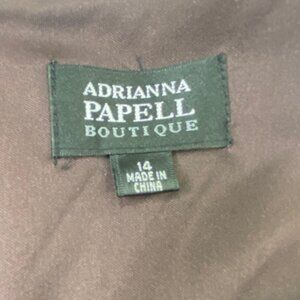 ADRIANNA
PAPELL
BOUTIQUE
14
MADE IN
CHINA